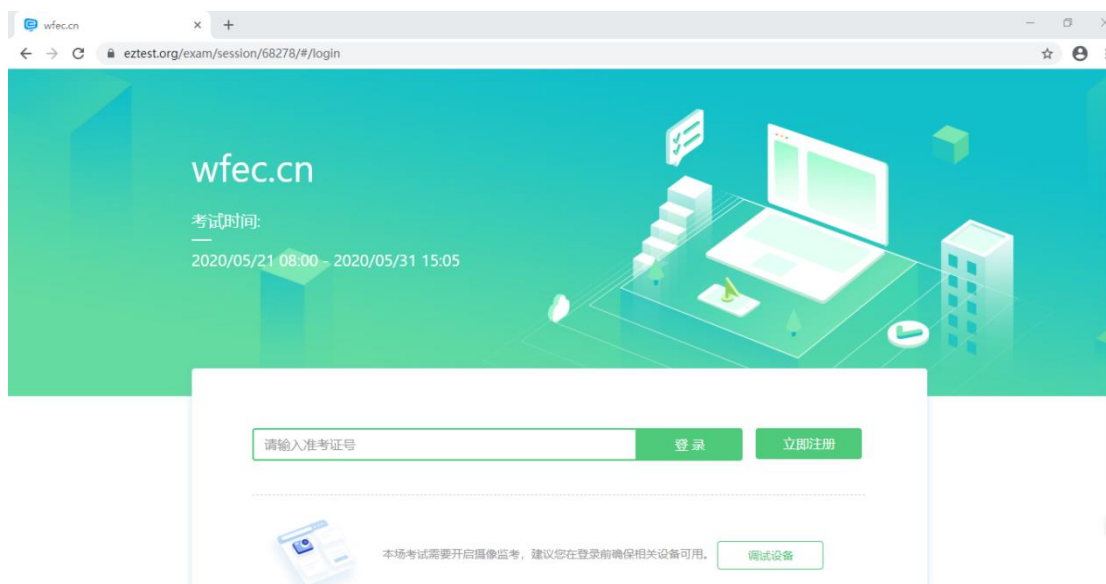 wfec.cn
eztest.org/exam/session/68278/#/login
wfec.cn
考试时间:
2020/05/21 08:00 - 2020/05/31 15:05
请输入准考证号
登 录
立即注册
本场考试需要开启摄像监考，建议您在登录前确保相关设备可用。
调试设备